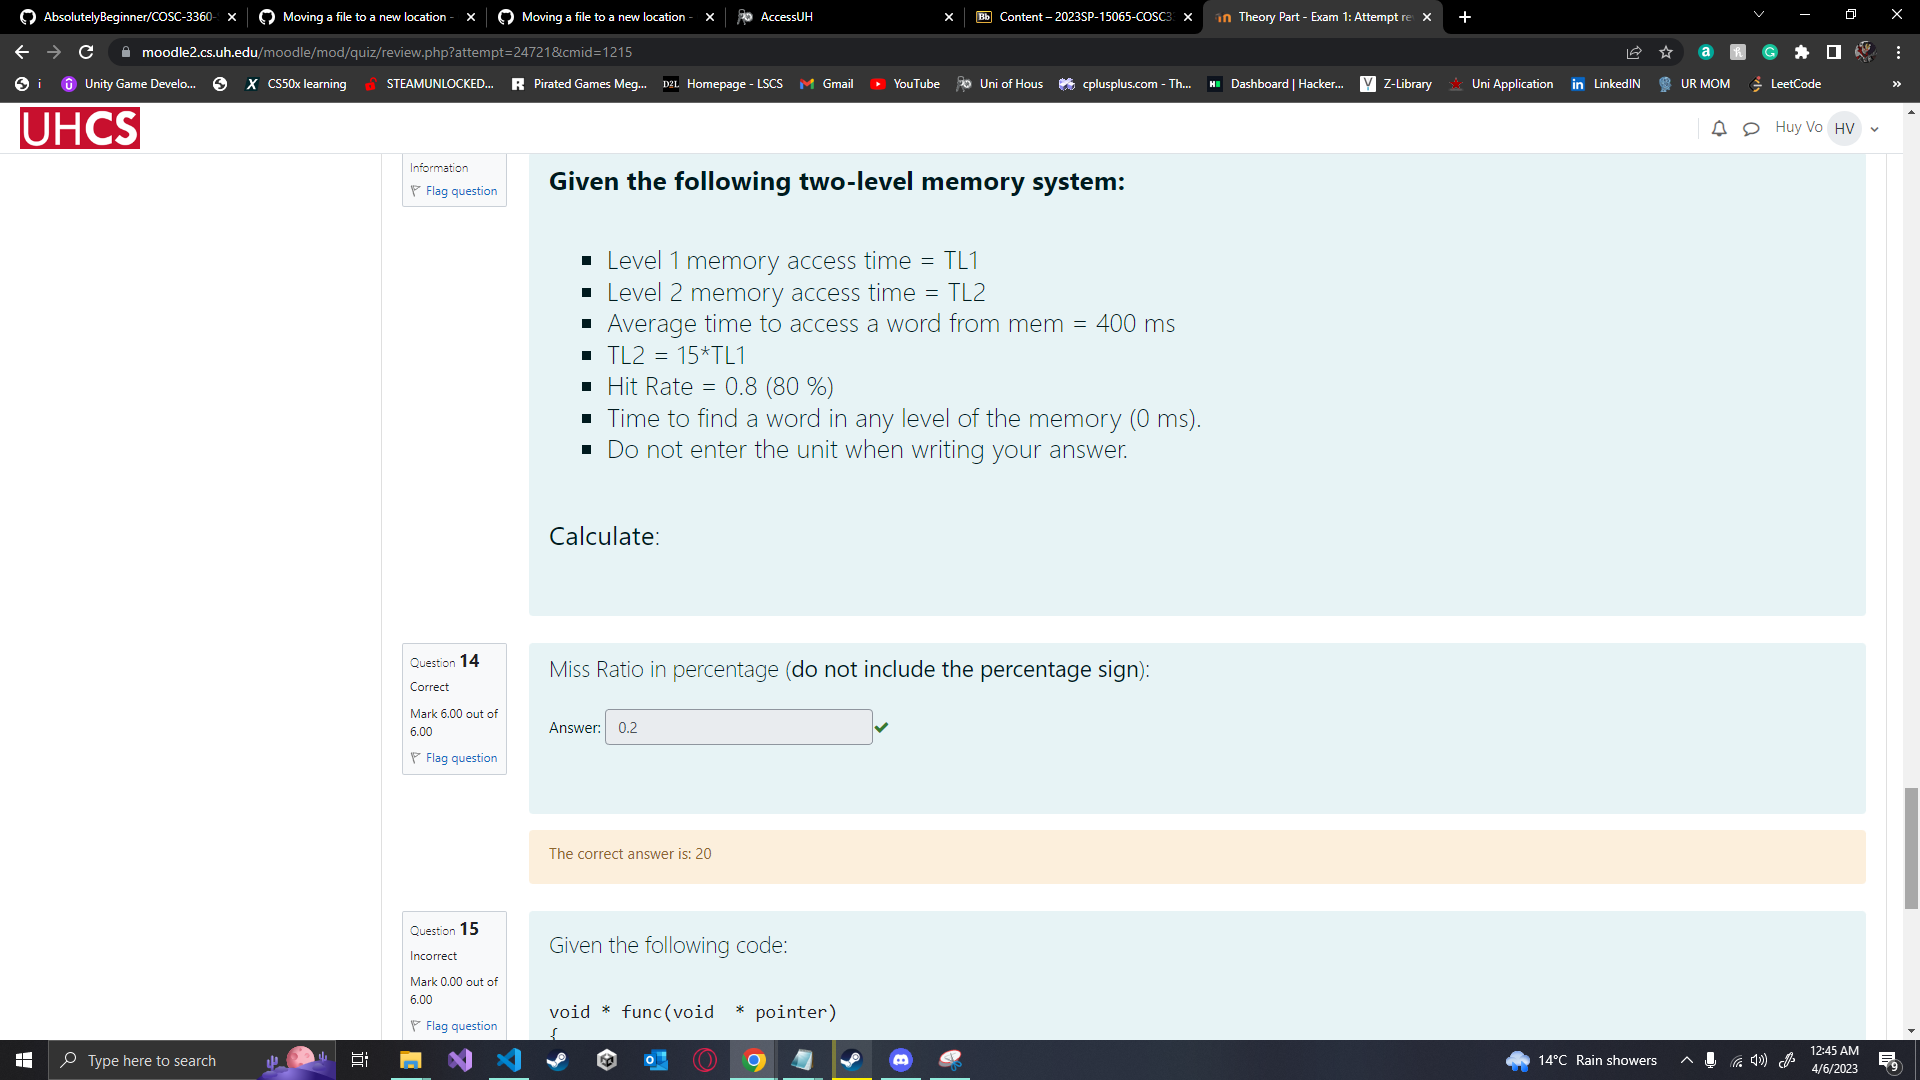 AbsolutelyBeginner/COSC-3360-
Moving a file to a new location -
Moving a file to a new location -
AccessUH
Bb Content – 2023SP-15065-COSC3
Theory Part - Exam 1: Attempt re
moodle2.cs.uh.edu/moodle/mod/quiz/review.php?attempt=24721&cmid=1215
i
Unity Game Develo...
CS50x learning
STEAMUNLOCKED...
Pirated Games Meg...
D2L Homepage - LSCS
Gmail
YouTube
Uni of Hous
cplusplus.com - Th...
Dashboard | Hacker...
Z-Library
Uni Application
LinkedIN
UR MOM
LeetCode
»
UHCS
Huy Vo HV
Information
Flag question
Given the following two-level memory system:
Level 1 memory access time = TL1
Level 2 memory access time = TL2
Average time to access a word from mem = 400 ms
TL2 = 15*TL1
Hit Rate = 0.8 (80 %)
Time to find a word in any level of the memory (0 ms).
Do not enter the unit when writing your answer.
Calculate:
Question 14
Correct
Mark 6.00 out of
6.00
Flag question
Miss Ratio in percentage (do not include the percentage sign):
Answer: 0.2
The correct answer is: 20
Question 15
Incorrect
Mark 0.00 out of
6.00
Flag question
Given the following code:
void * func(void  * pointer)
{
Type here to search
14°C Rain showers
12:45 AM
4/6/2023
9